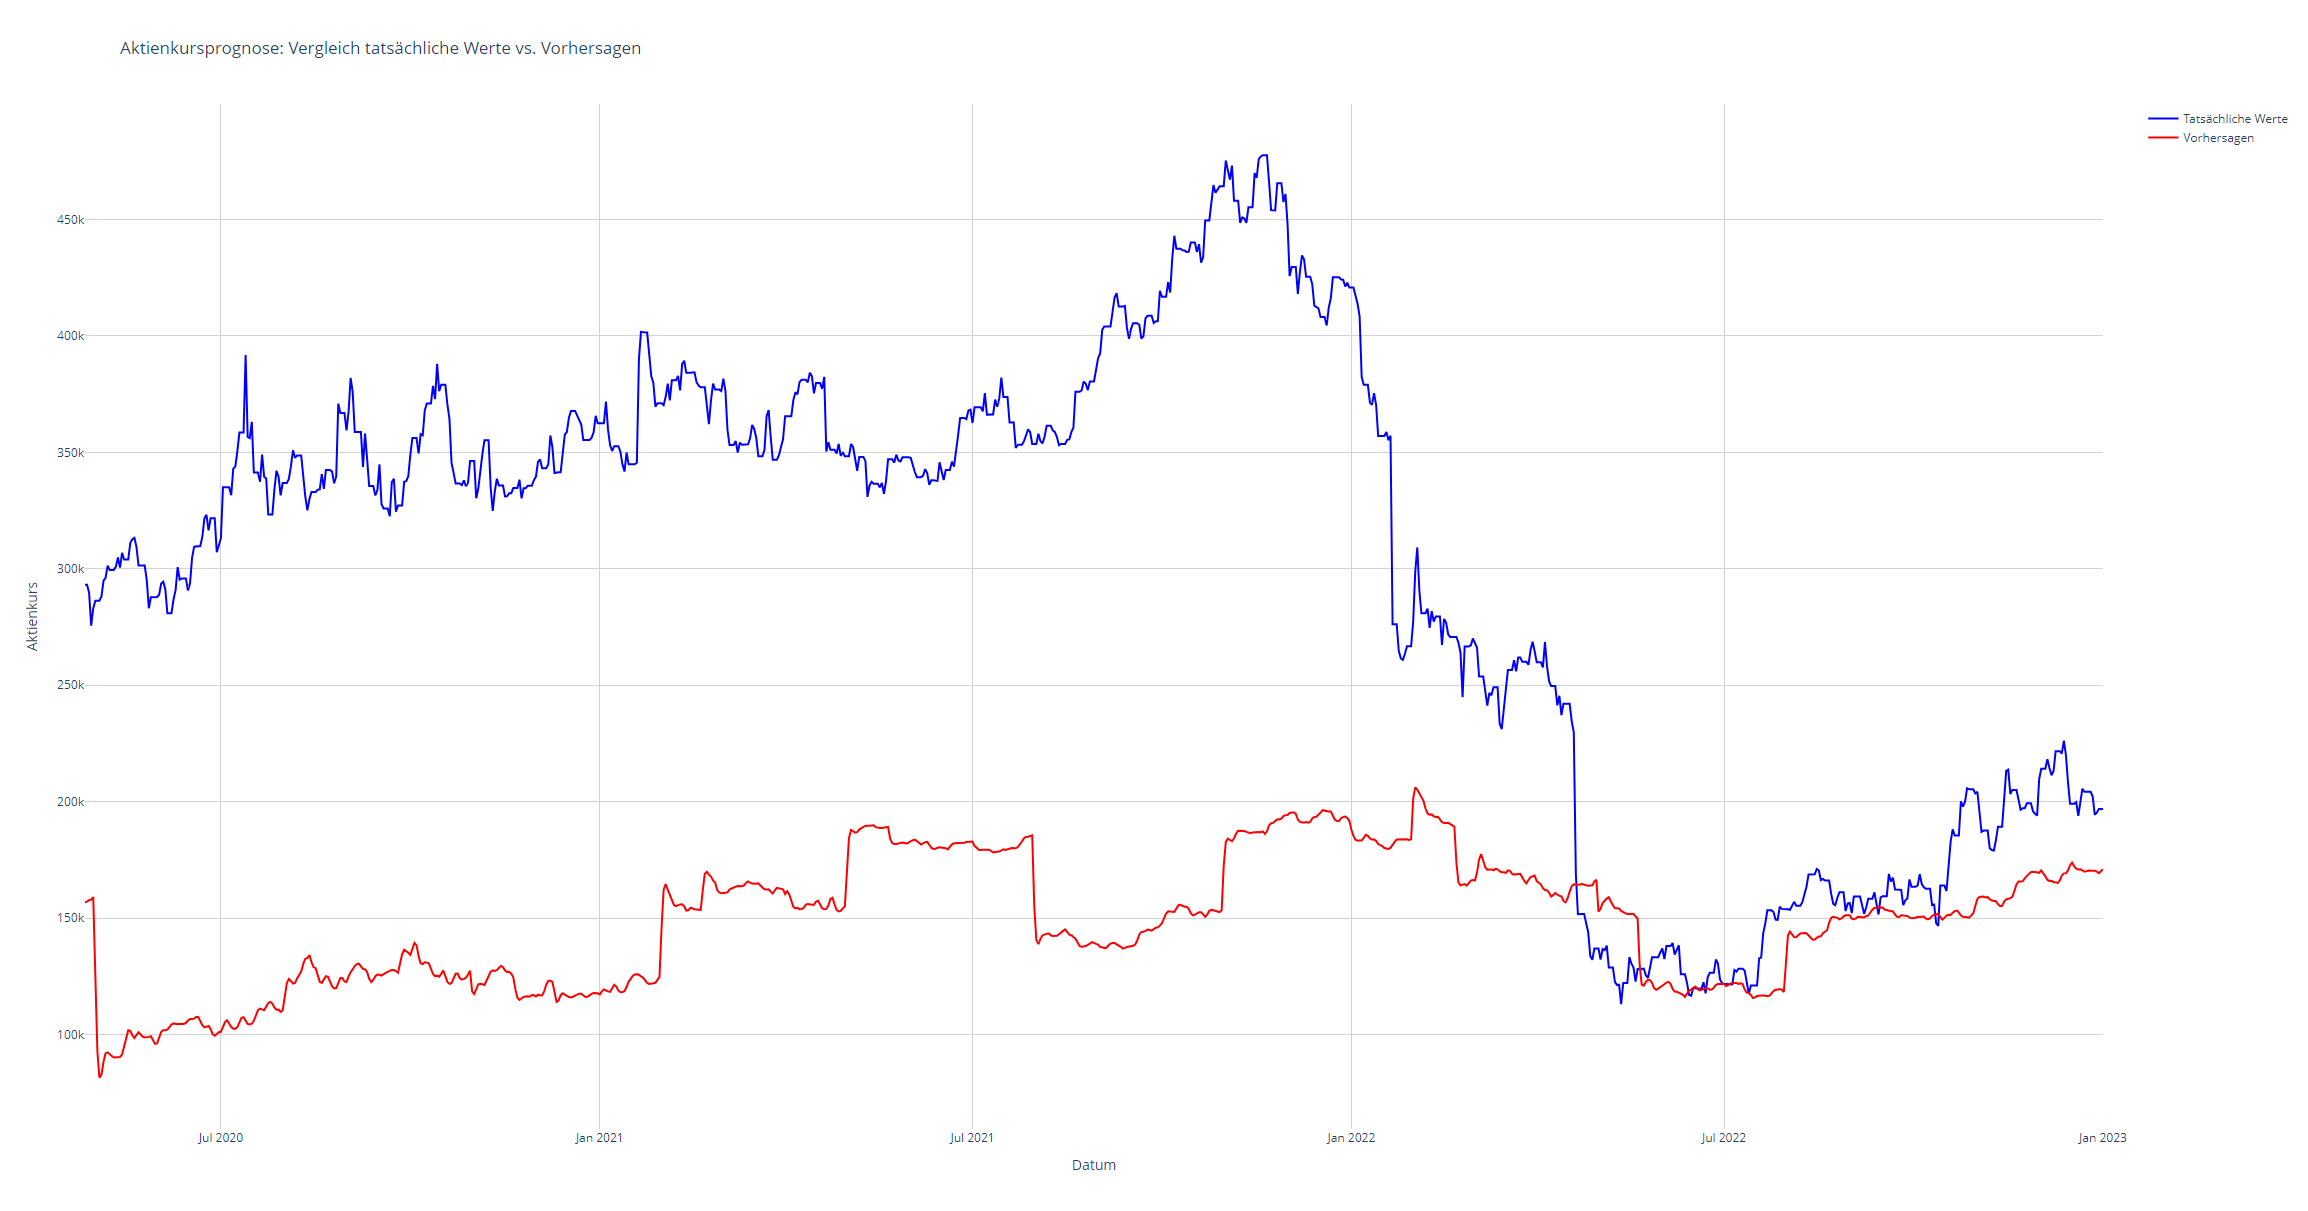 Aktienkursprognose: Vergleich tatsächliche Werte vs. Vorhersagen
Tatsächliche Werte
Vorhersagen
450k
400k
350k
300k
250k
200k
150k
100k
Aktienkurs
Jul 2020
Jan 2021
Jul 2021
Jan 2022
Jul 2022
Jan 2023
Datum